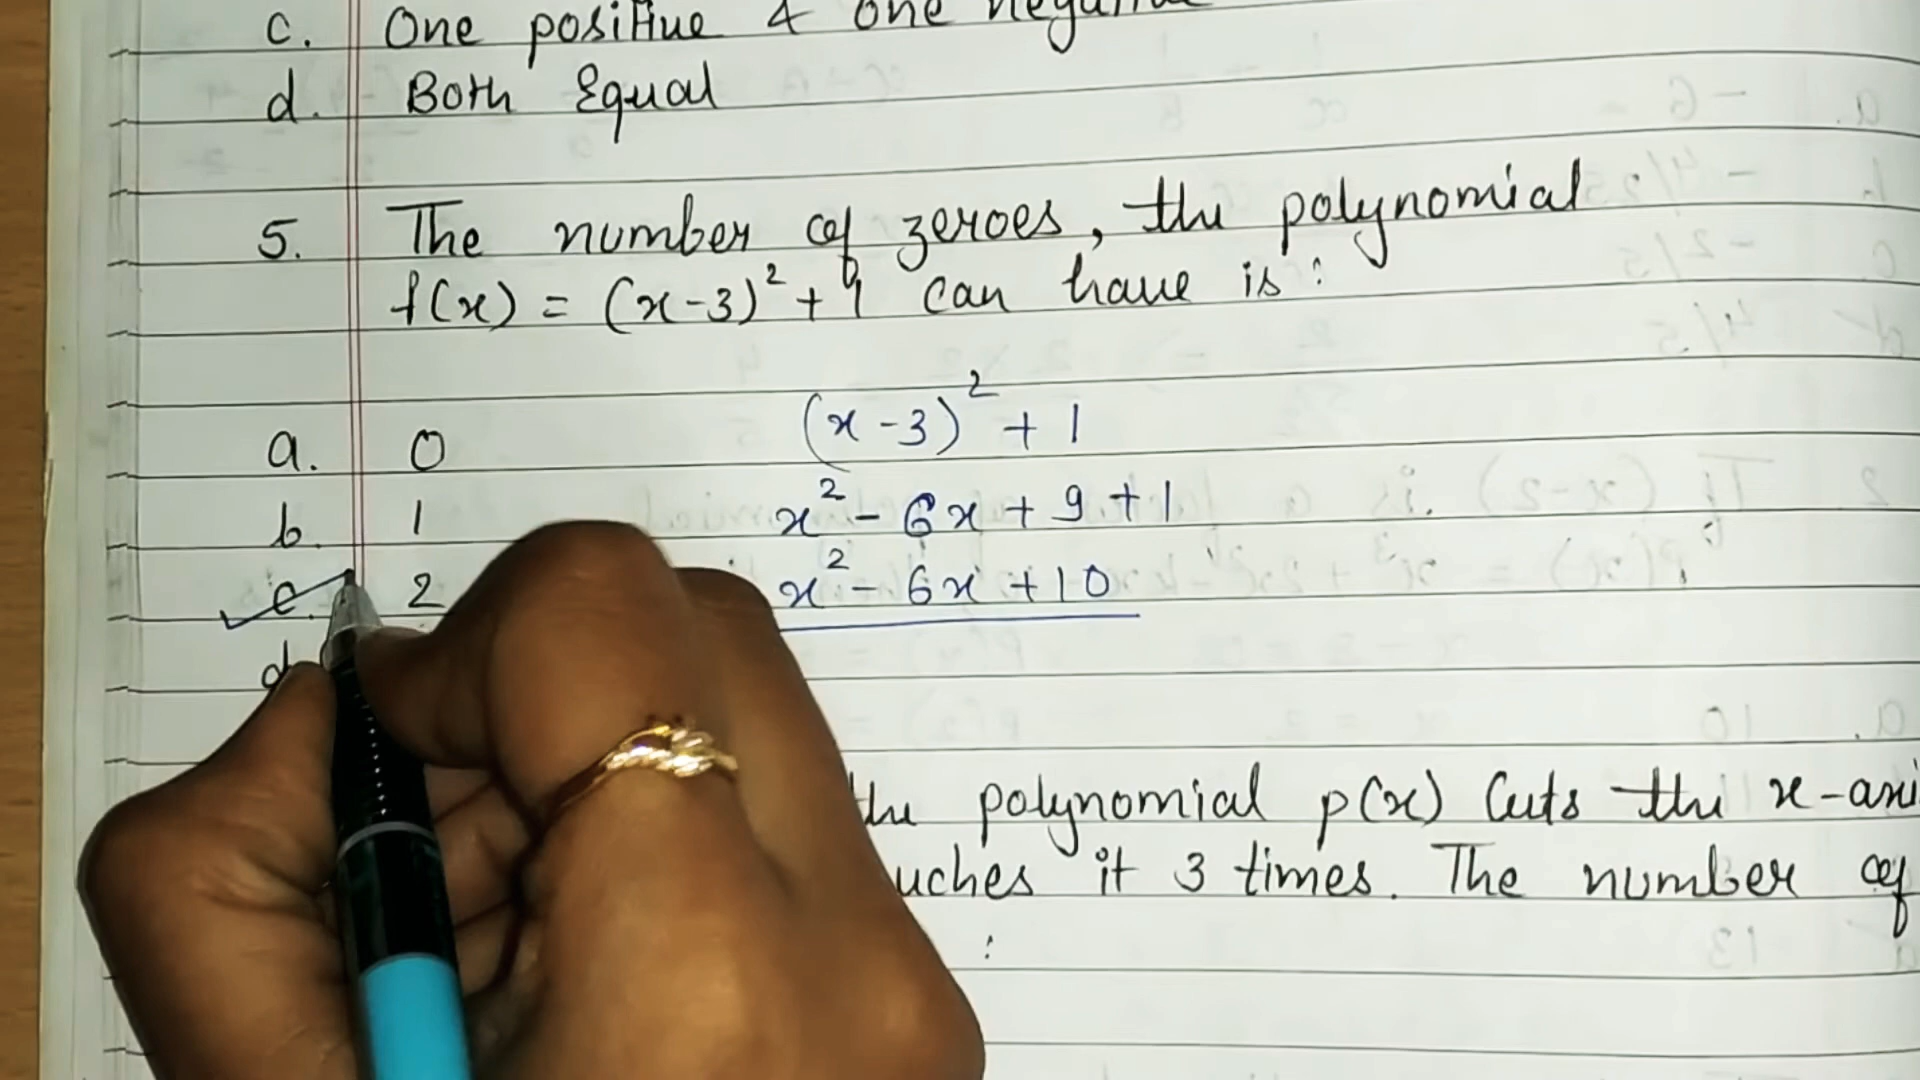 c. One positive & one negative
d. Both Equal
5. The number of zeroes, the polynomial
f(x) = (x-3)² + 1 can have is :
a. 0
(x-3)² + 1
b. 1
x² - 6x + 9 + 1
c. 2
x² - 6x + 10
d
the polynomial p(x) Cuts the x-axi
uches it 3 times. The number of
: